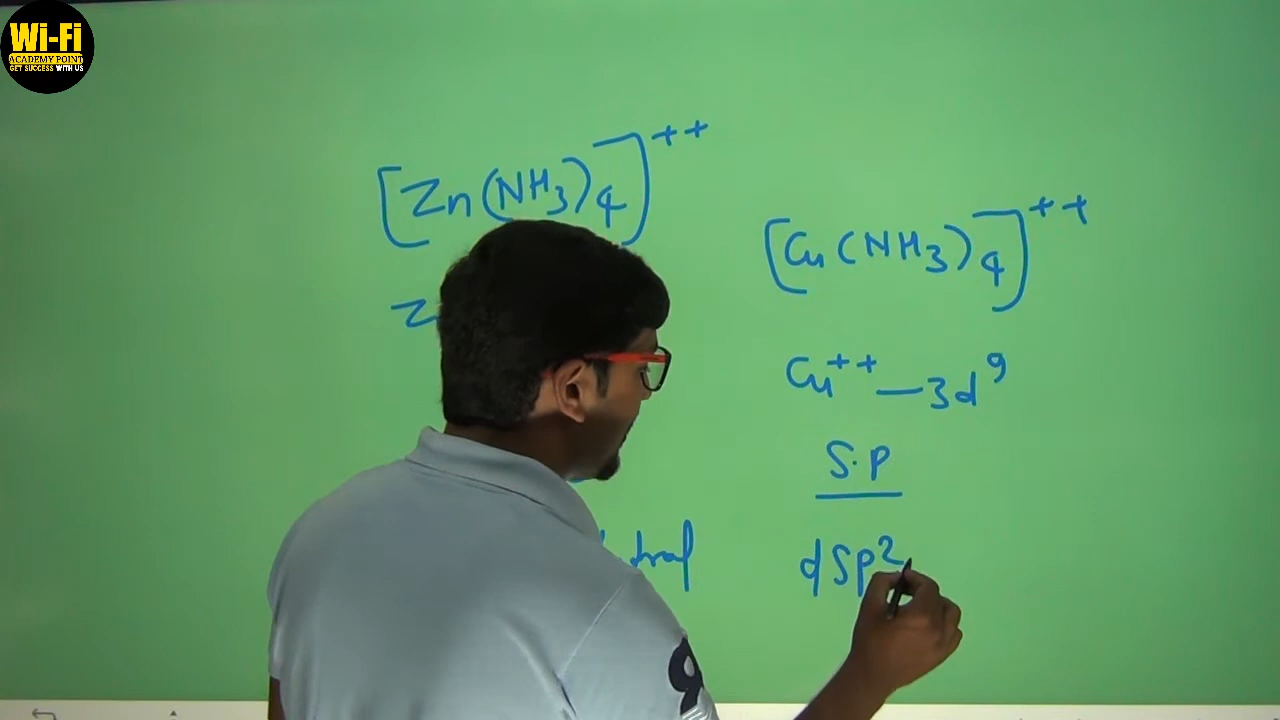 Wi-Fi
ACADEMY POINT
GET SUCCESS WITH US
[Zn(NH3)4]++
[Cu(NH3)4]++
Cu++ — 3d9
S.P
dSP2